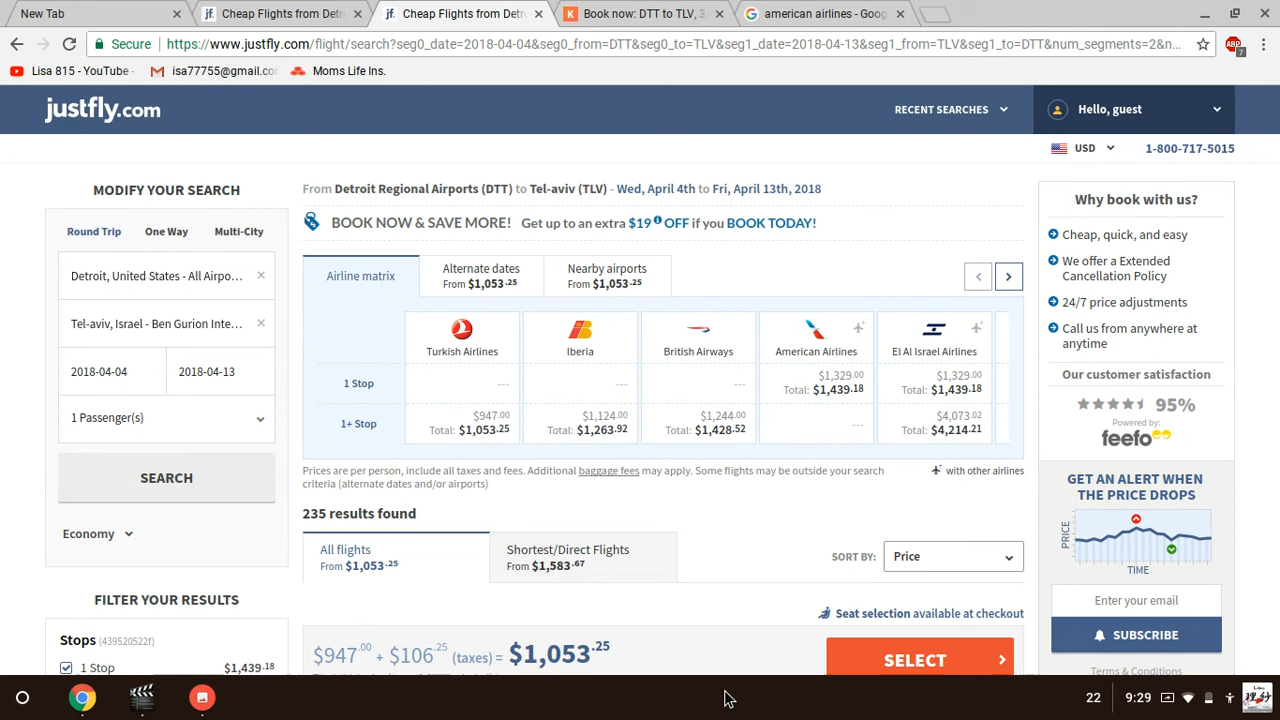 New Tab
Cheap Flights from Detr
Cheap Flights from Detr
Book now: DTT to TLV, 3
american airlines - Goog
Secure
https://www.justfly.com/flight/search?seg0_date=2018-04-04&seg0_from=DTT&seg0_to=TLV&seg1_date=2018-04-13&seg1_from=TLV&seg1_to=DTT&num_segments=2&n...
ABP
7
Lisa 815 - YouTube
isa77755@gmail.co
Moms Life Ins.
justfly.com
RECENT SEARCHES
Hello, guest
USD
1-800-717-5015
MODIFY YOUR SEARCH
Round Trip
One Way
Multi-City
Detroit, United States - All Airpo...
Tel-aviv, Israel - Ben Gurion Inte...
2018-04-04
2018-04-13
1 Passenger(s)
SEARCH
Economy
FILTER YOUR RESULTS
Stops (439520522f)
1 Stop
$1,439.18
From Detroit Regional Airports (DTT) to Tel-aviv (TLV) - Wed, April 4th to Fri, April 13th, 2018
BOOK NOW & SAVE MORE! Get up to an extra $19 OFF if you BOOK TODAY!
Airline matrix
Alternate dates
From $1,053.25
Nearby airports
From $1,053.25
Turkish Airlines
Iberia
British Airways
American Airlines
El Al Israel Airlines
1 Stop
---
---
---
$1,329.00
Total: $1,439.18
$1,329.00
Total: $1,439.18
1+ Stop
$947.00
Total: $1,053.25
$1,124.00
Total: $1,263.92
$1,244.00
Total: $1,428.52
---
$4,073.02
Total: $4,214.21
Prices are per person, include all taxes and fees. Additional baggage fees may apply. Some flights may be outside your search
criteria (alternate dates and/or airports)
with other airlines
235 results found
All flights
From $1,053.25
Shortest/Direct Flights
From $1,583.67
SORT BY:
Price
Seat selection available at checkout
$947.00 + $106.25 (taxes) = $1,053.25
SELECT
Why book with us?
Cheap, quick, and easy
We offer a Extended
Cancellation Policy
24/7 price adjustments
Call us from anywhere at
anytime
Our customer satisfaction
95%
Powered by:
feefo
GET AN ALERT WHEN
THE PRICE DROPS
PRICE
TIME
Enter your email
SUBSCRIBE
Terms & Conditions
22
9:29